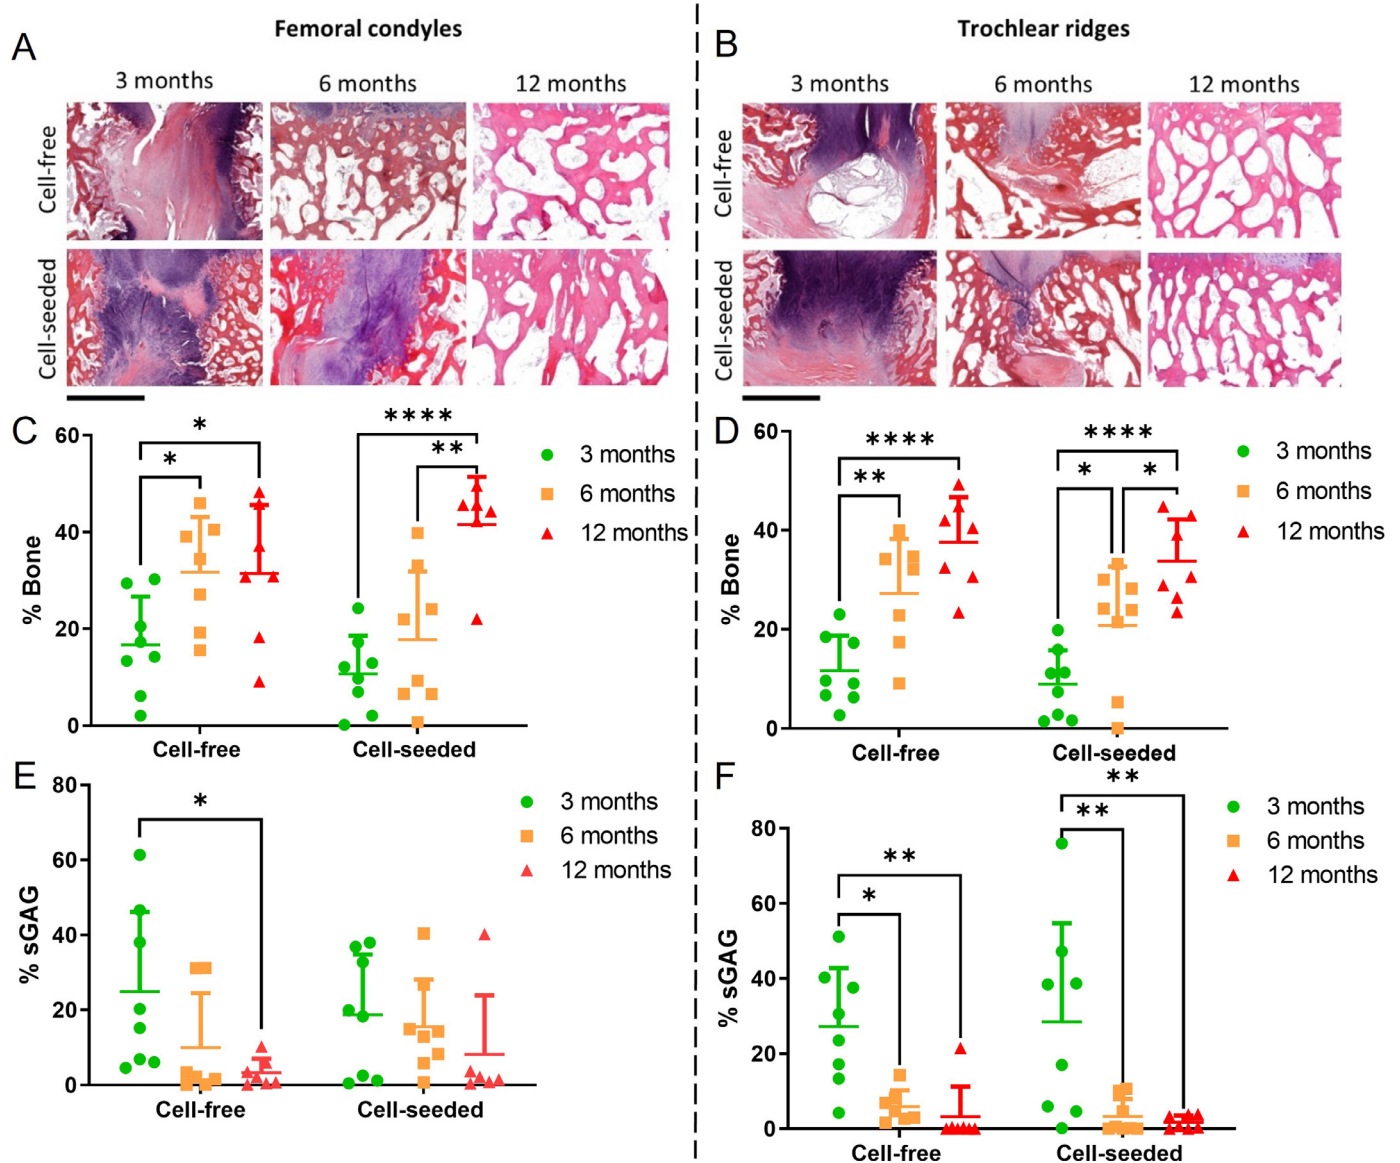 A
Femoral condyles
3 months
6 months
12 months
Cell-free
Cell-seeded
B
Trochlear ridges
3 months
6 months
12 months
Cell-free
Cell-seeded
C
% Bone
60
40
20
0
*
*
****
**
3 months
6 months
12 months
Cell-free
Cell-seeded
D
% Bone
60
40
20
0
****
**
****
*
*
3 months
6 months
12 months
Cell-free
Cell-seeded
E
% sGAG
80
60
40
20
0
*
3 months
6 months
12 months
Cell-free
Cell-seeded
F
% sGAG
80
60
40
20
0
**
*
**
**
3 months
6 months
12 months
Cell-free
Cell-seeded